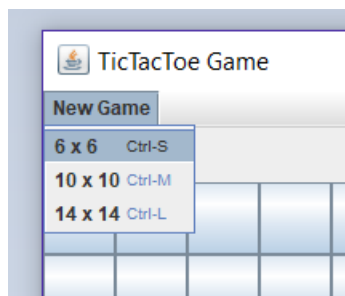 TicTacToe Game
New Game
6 x 6 Ctrl-S
10 x 10 Ctrl-M
14 x 14 Ctrl-L